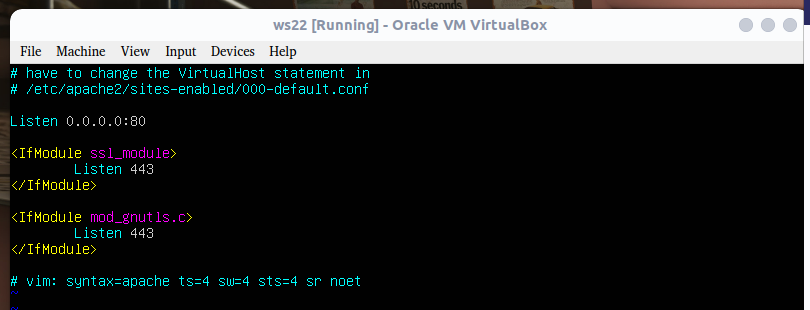 10 seconds
ws22 [Running] - Oracle VM VirtualBox
File Machine View Input Devices Help
# have to change the VirtualHost statement in
# /etc/apache2/sites-enabled/000-default.conf
Listen 0.0.0.0:80
<IfModule ssl_module>
        Listen 443
</IfModule>
<IfModule mod_gnutls.c>
        Listen 443
</IfModule>
# vim: syntax=apache ts=4 sw=4 sts=4 sr noet
~